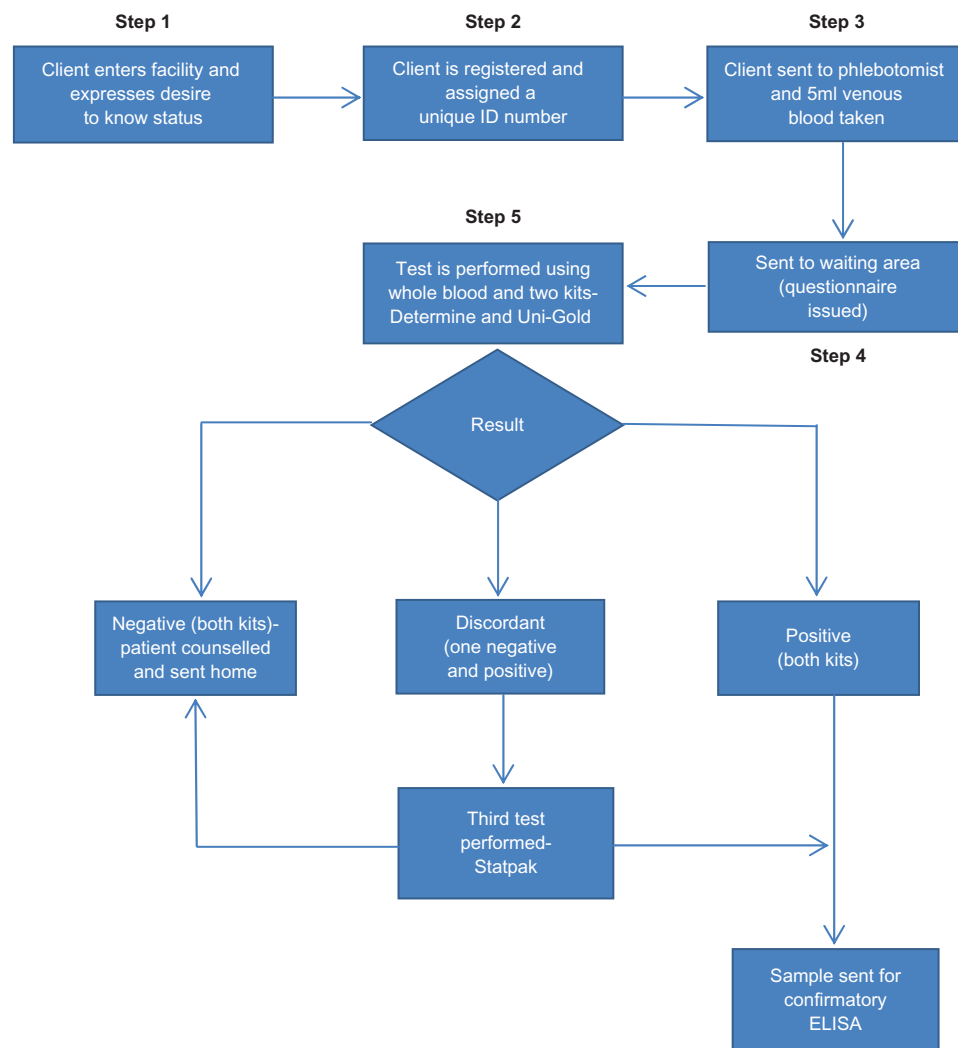 Step 1
Client enters facility and
expresses desire
to know status
Step 2
Client is registered and
assigned a
unique ID number
Step 3
Client sent to phlebotomist
and 5ml venous
blood taken
Sent to waiting area
(questionnaire
issued)
Step 4
Step 5
Test is performed using
whole blood and two kits-
Determine and Uni-Gold
Result
Negative (both kits)-
patient counselled
and sent home
Discordant
(one negative
and positive)
Positive
(both kits)
Third test
performed-
Statpak
Sample sent for
confirmatory
ELISA